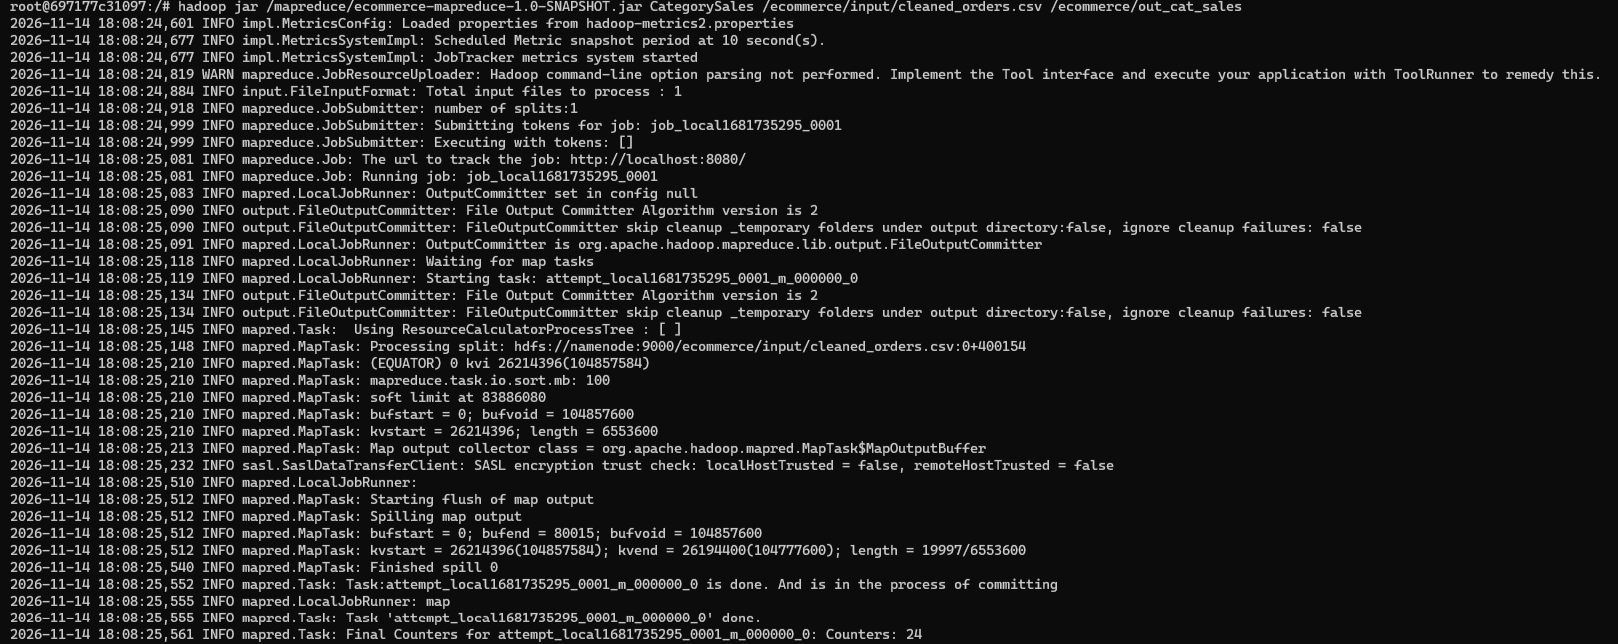 root@697177c31097:/# hadoop jar /mapreduce/ecommerce-mapreduce-1.0-SNAPSHOT.jar CategorySales /ecommerce/input/cleaned_orders.csv /ecommerce/out_cat_sales
2026-11-14 18:08:24,601 INFO impl.MetricsConfig: Loaded properties from hadoop-metrics2.properties
2026-11-14 18:08:24,677 INFO impl.MetricsSystemImpl: Scheduled Metric snapshot period at 10 second(s).
2026-11-14 18:08:24,677 INFO impl.MetricsSystemImpl: JobTracker metrics system started
2026-11-14 18:08:24,819 WARN mapreduce.JobResourceUploader: Hadoop command-line option parsing not performed. Implement the Tool interface and execute your application with ToolRunner to remedy this.
2026-11-14 18:08:24,884 INFO input.FileInputFormat: Total input files to process : 1
2026-11-14 18:08:24,918 INFO mapreduce.JobSubmitter: number of splits:1
2026-11-14 18:08:24,999 INFO mapreduce.JobSubmitter: Submitting tokens for job: job_local1681735295_0001
2026-11-14 18:08:24,999 INFO mapreduce.JobSubmitter: Executing with tokens: []
2026-11-14 18:08:25,081 INFO mapreduce.Job: The url to track the job: http://localhost:8080/
2026-11-14 18:08:25,081 INFO mapreduce.Job: Running job: job_local1681735295_0001
2026-11-14 18:08:25,083 INFO mapred.LocalJobRunner: OutputCommitter set in config null
2026-11-14 18:08:25,090 INFO output.FileOutputCommitter: File Output Committer Algorithm version is 2
2026-11-14 18:08:25,090 INFO output.FileOutputCommitter: FileOutputCommitter skip cleanup _temporary folders under output directory:false, ignore cleanup failures: false
2026-11-14 18:08:25,091 INFO mapred.LocalJobRunner: OutputCommitter is org.apache.hadoop.mapreduce.lib.output.FileOutputCommitter
2026-11-14 18:08:25,118 INFO mapred.LocalJobRunner: Waiting for map tasks
2026-11-14 18:08:25,119 INFO mapred.LocalJobRunner: Starting task: attempt_local1681735295_0001_m_000000_0
2026-11-14 18:08:25,134 INFO output.FileOutputCommitter: File Output Committer Algorithm version is 2
2026-11-14 18:08:25,134 INFO output.FileOutputCommitter: FileOutputCommitter skip cleanup _temporary folders under output directory:false, ignore cleanup failures: false
2026-11-14 18:08:25,145 INFO mapred.Task:  Using ResourceCalculatorProcessTree : [ ]
2026-11-14 18:08:25,148 INFO mapred.MapTask: Processing split: hdfs://namenode:9000/ecommerce/input/cleaned_orders.csv:0+400154
2026-11-14 18:08:25,210 INFO mapred.MapTask: (EQUATOR) 0 kvi 26214396(104857584)
2026-11-14 18:08:25,210 INFO mapred.MapTask: mapreduce.task.io.sort.mb: 100
2026-11-14 18:08:25,210 INFO mapred.MapTask: soft limit at 83886080
2026-11-14 18:08:25,210 INFO mapred.MapTask: bufstart = 0; bufvoid = 104857600
2026-11-14 18:08:25,210 INFO mapred.MapTask: kvstart = 26214396; length = 6553600
2026-11-14 18:08:25,213 INFO mapred.MapTask: Map output collector class = org.apache.hadoop.mapred.MapTask$MapOutputBuffer
2026-11-14 18:08:25,232 INFO sasl.SaslDataTransferClient: SASL encryption trust check: localHostTrusted = false, remoteHostTrusted = false
2026-11-14 18:08:25,510 INFO mapred.LocalJobRunner:
2026-11-14 18:08:25,512 INFO mapred.MapTask: Starting flush of map output
2026-11-14 18:08:25,512 INFO mapred.MapTask: Spilling map output
2026-11-14 18:08:25,512 INFO mapred.MapTask: bufstart = 0; bufend = 80015; bufvoid = 104857600
2026-11-14 18:08:25,512 INFO mapred.MapTask: kvstart = 26214396(104857584); kvend = 26194400(104777600); length = 19997/6553600
2026-11-14 18:08:25,540 INFO mapred.MapTask: Finished spill 0
2026-11-14 18:08:25,552 INFO mapred.Task: Task:attempt_local1681735295_0001_m_000000_0 is done. And is in the process of committing
2026-11-14 18:08:25,555 INFO mapred.LocalJobRunner: map
2026-11-14 18:08:25,555 INFO mapred.Task: Task 'attempt_local1681735295_0001_m_000000_0' done.
2026-11-14 18:08:25,561 INFO mapred.Task: Final Counters for attempt_local1681735295_0001_m_000000_0: Counters: 24